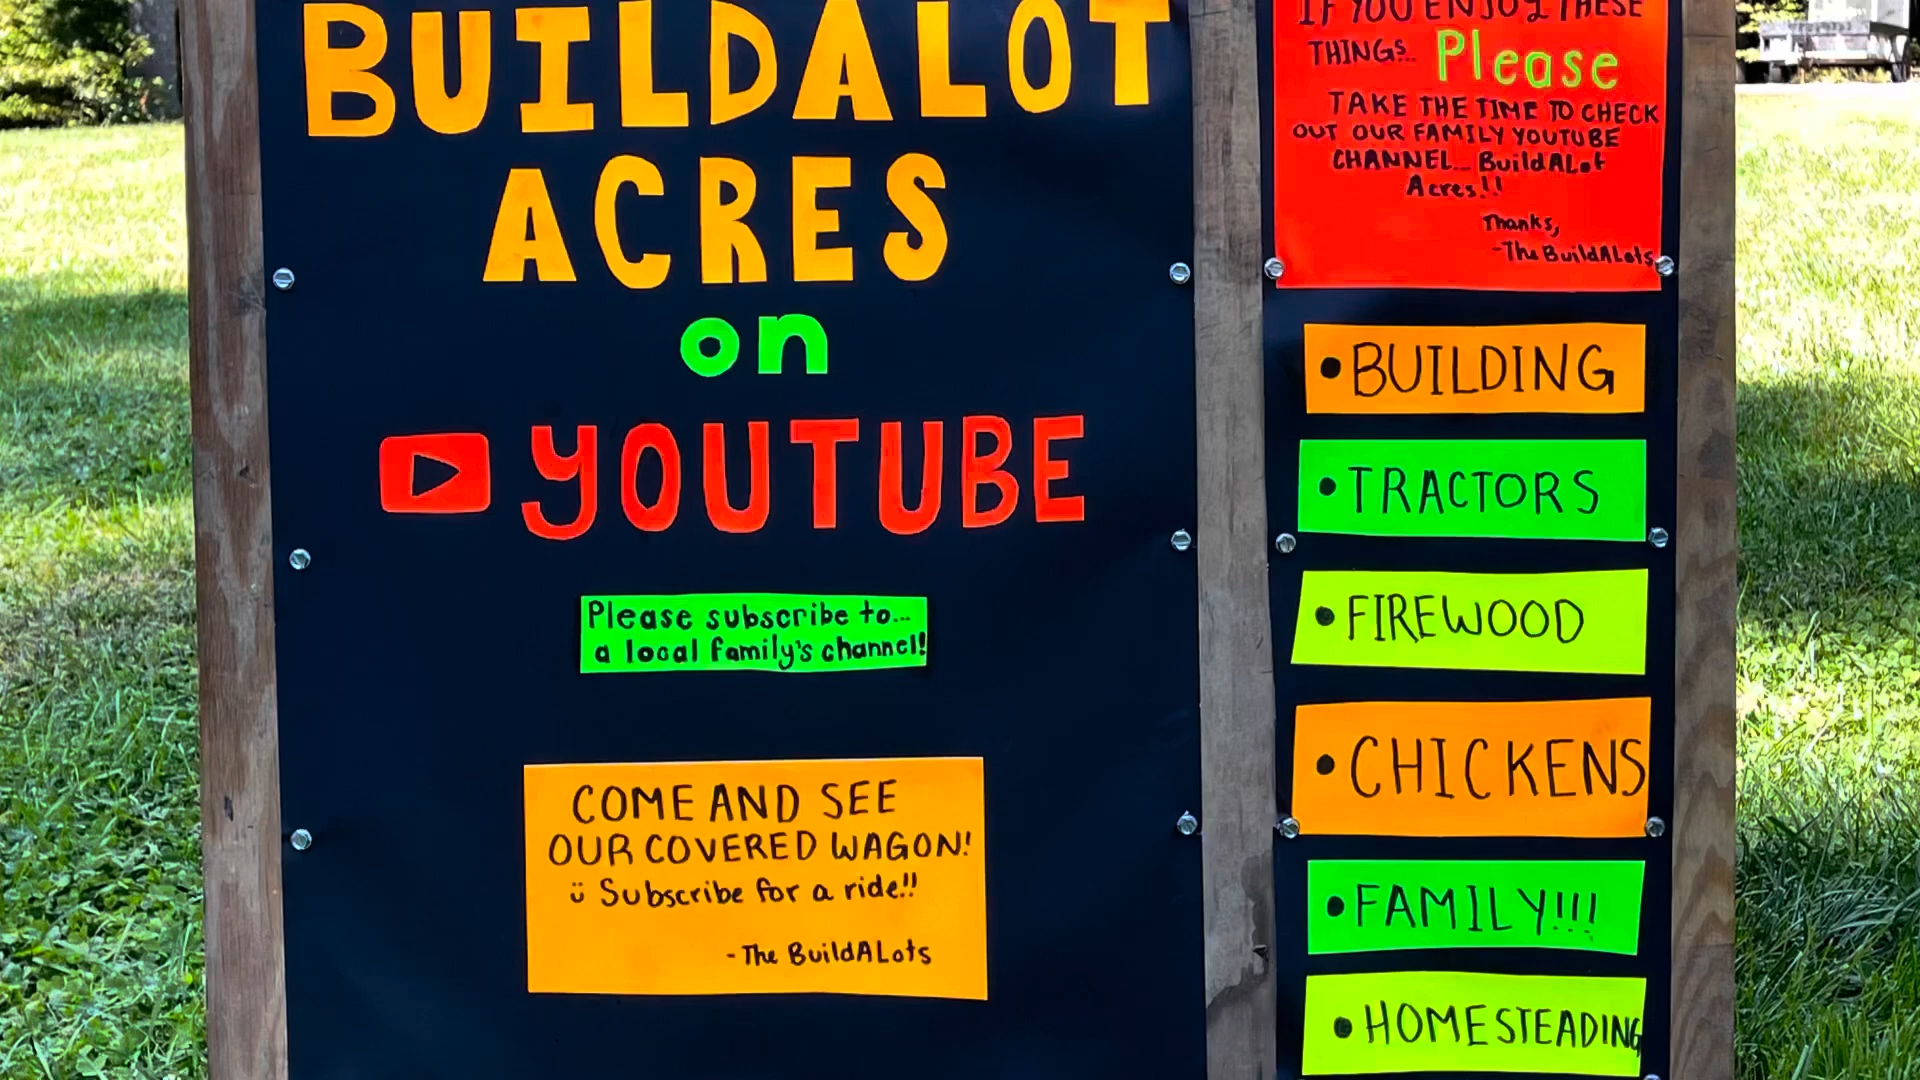 BUILDALOT
ACRES
on
YOUTUBE
Please subscribe to...
a local family's channel!
COME AND SEE
OUR COVERED WAGON!
Subscribe for a ride!!
-The BuildALots
IF YOU ENJOY THESE
THINGS... Please
TAKE THE TIME TO CHECK
OUT OUR FAMILY YOUTUBE
CHANNEL... BuildALot
Acres!!
Thanks,
-The BuildALots
•BUILDING
•TRACTORS
•FIREWOOD
•CHICKENS
•FAMILY!!!
•HOMESTEADING